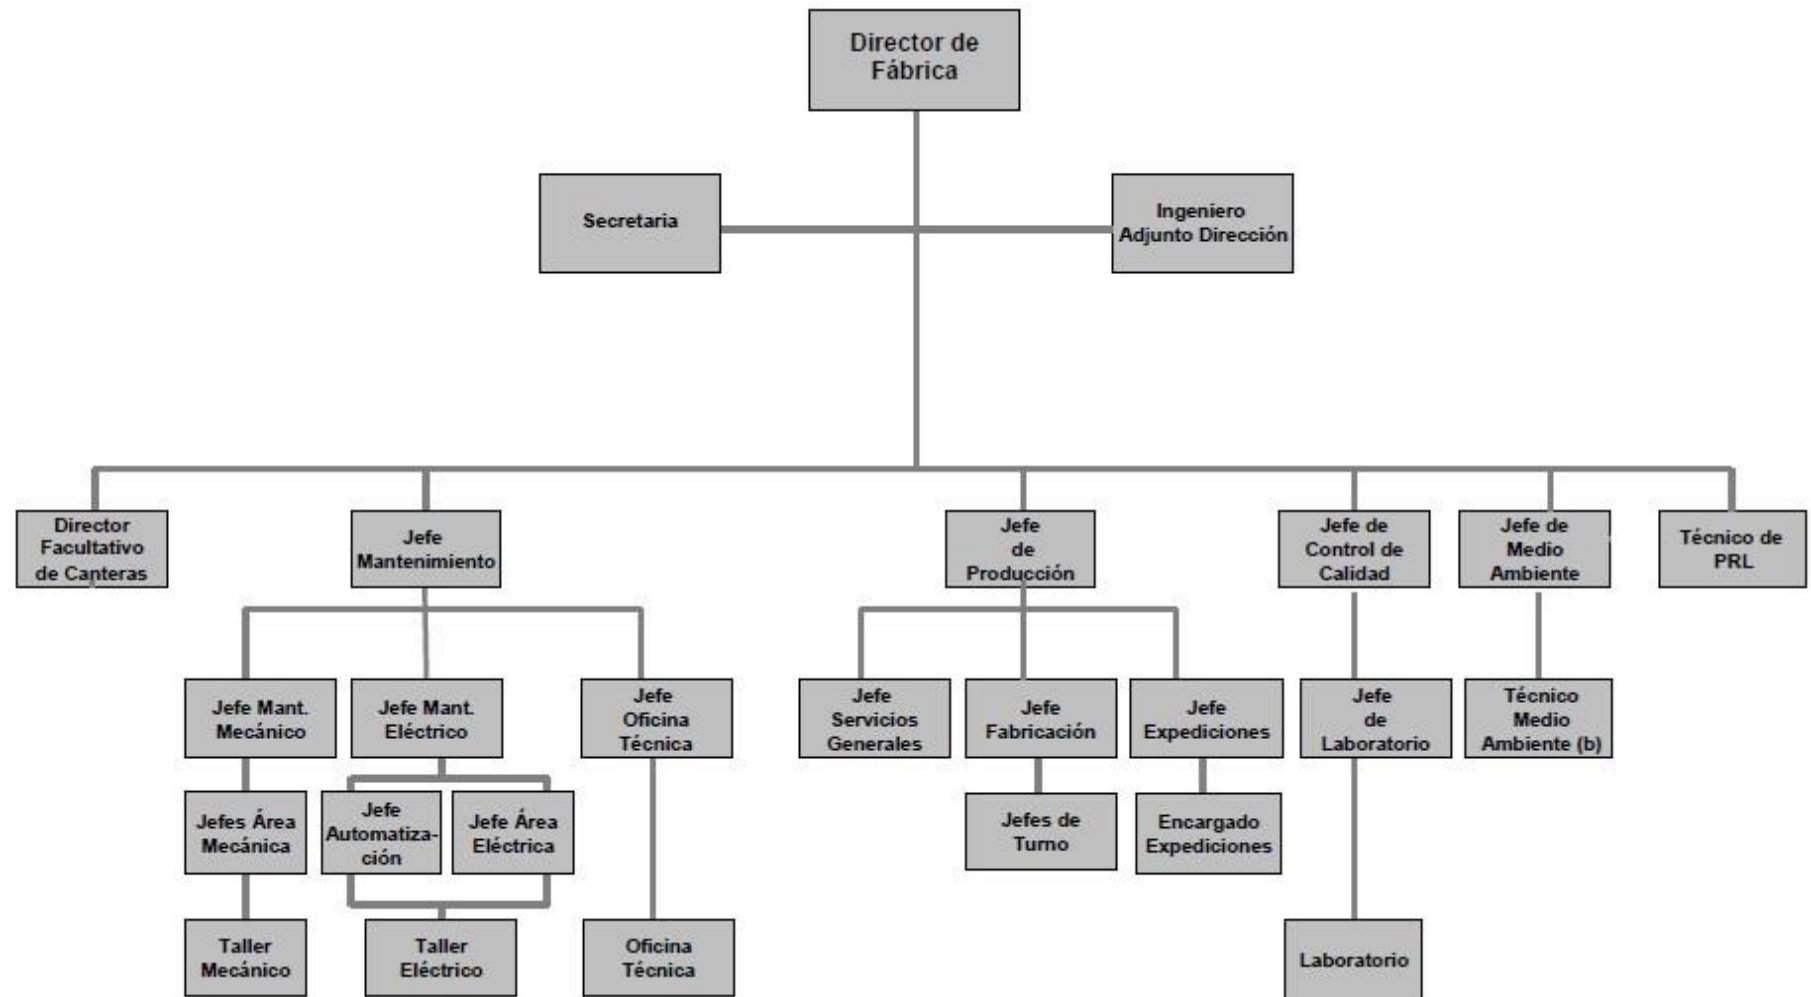 Director de
Fábrica
Secretaria
Ingeniero
Adjunto Dirección
Director
Facultativo
de Canteras
Jefe
Mantenimiento
Jefe
de
Producción
Jefe de
Control de
Calidad
Jefe de
Medio
Ambiente
Técnico de
PRL
Jefe Mant.
Mecánico
Jefe Mant.
Eléctrico
Jefe
Oficina
Técnica
Jefe
Servicios
Generales
Jefe
Fabricación
Jefe
Expediciones
Jefe
de
Laboratorio
Técnico
Medio
Ambiente (b)
Jefes Área
Mecánica
Jefe
Automatiza-
ción
Jefe Área
Eléctrica
Jefes de
Turno
Encargado
Expediciones
Taller
Mecánico
Taller
Eléctrico
Oficina
Técnica
Laboratorio